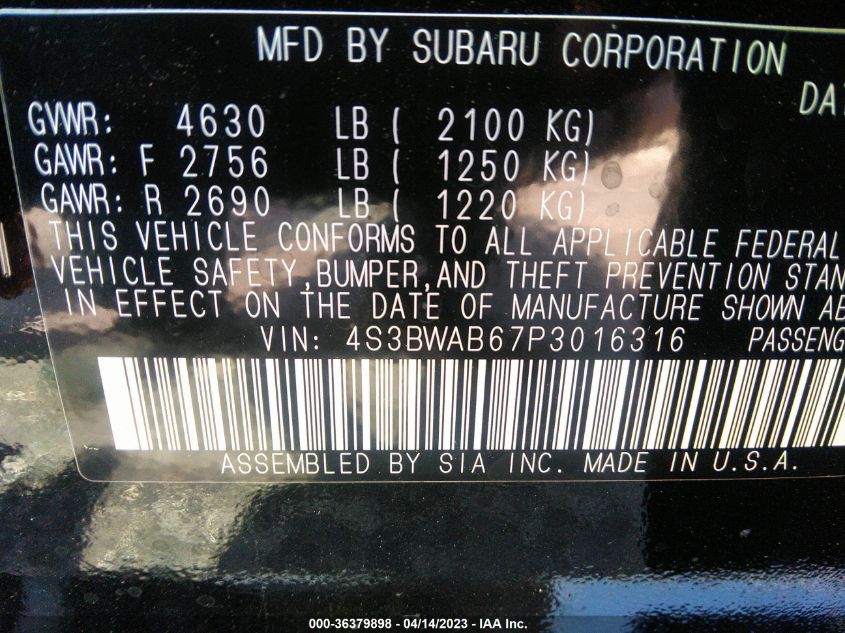 MFD BY SUBARU CORPORATION
GVWR: 4630 LB ( 2100 KG)
GAWR: F 2756 LB ( 1250 KG)
GAWR: R 2690 LB ( 1220 KG)
THIS VEHICLE CONFORMS TO ALL APPLICABLE FEDERAL
VEHICLE SAFETY,BUMPER,AND THEFT PREVENTION
IN EFFECT ON THE DATE OF MANUFACTURE SHOWN
VIN: 4S3BWAB67P3016316
ASSEMBLED BY SIA INC. MADE IN U.S.A.
000-36379898 - 04/14/2023 - IAA Inc.